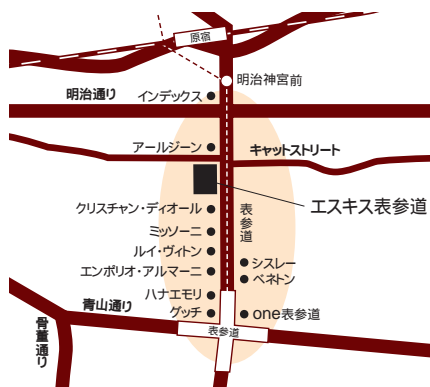 原宿
明治神宮前
明治通り
インデックス
アールジーン
キャットストリート
エスキス表参道
クリスチャン・ディオール
表参道
ミッソーニ
ルイ・ヴィトン
シスレー
エンポリオ・アルマーニ
ベネトン
ハナエモリ
青山通り
グッチ
one表参道
表参道
骨董通り